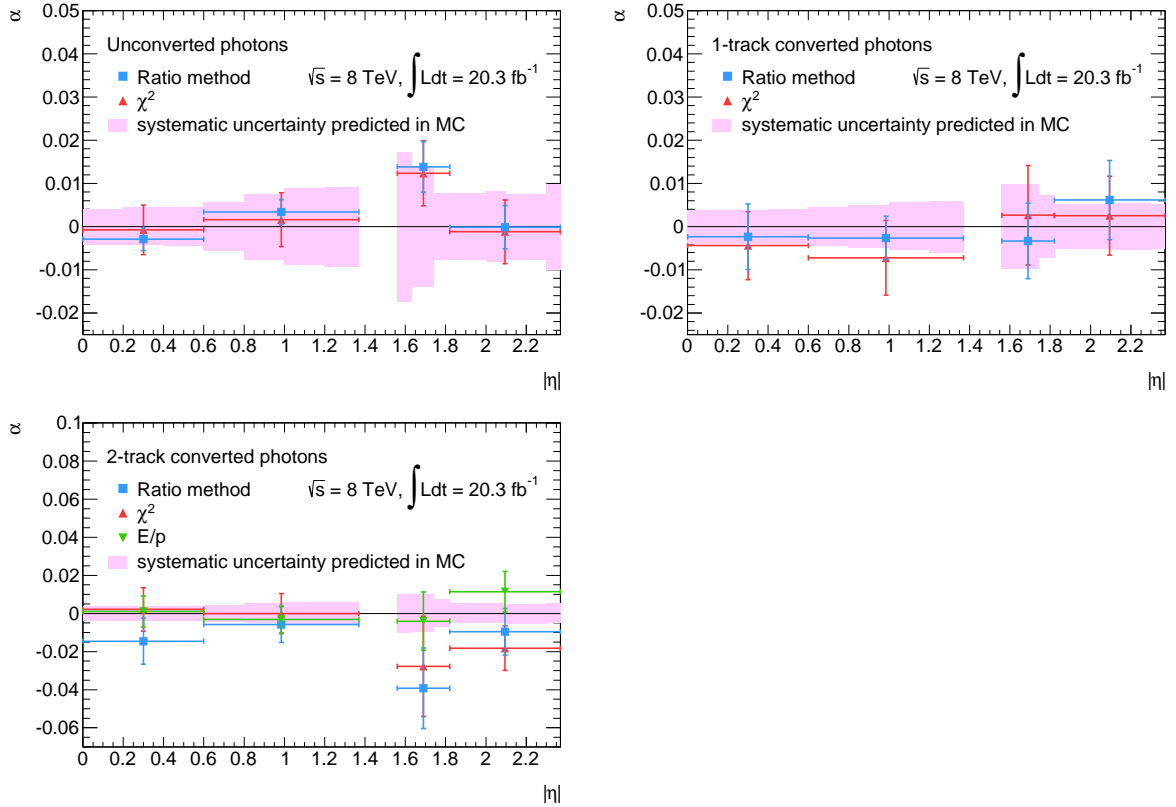 α
0.05
0.04
0.03
0.02
0.01
0
-0.01
-0.02
Unconverted photons
Ratio method
χ²
systematic uncertainty predicted in MC
√s = 8 TeV, ∫Ldt = 20.3 fb⁻¹
0 0.2 0.4 0.6 0.8 1 1.2 1.4 1.6 1.8 2 2.2
|η|
α
0.05
0.04
0.03
0.02
0.01
0
-0.01
-0.02
1-track converted photons
Ratio method
χ²
systematic uncertainty predicted in MC
√s = 8 TeV, ∫Ldt = 20.3 fb⁻¹
0 0.2 0.4 0.6 0.8 1 1.2 1.4 1.6 1.8 2 2.2
|η|
α
0.1
0.08
0.06
0.04
0.02
0
-0.02
-0.04
-0.06
2-track converted photons
Ratio method
χ²
E/p
systematic uncertainty predicted in MC
√s = 8 TeV, ∫Ldt = 20.3 fb⁻¹
0 0.2 0.4 0.6 0.8 1 1.2 1.4 1.6 1.8 2 2.2
|η|